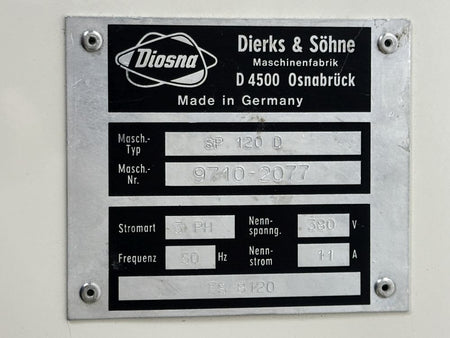 Diosna
Dierks & Söhne
Maschinenfabrik
D 4500 Osnabrück
Made in Germany
Masch.-Typ SP 120 D
Masch.-Nr. 9710-2077
Stromart 3 PH Nenn-spanng. 380 V
Frequenz 50 Hz Nenn-strom 11 A
120